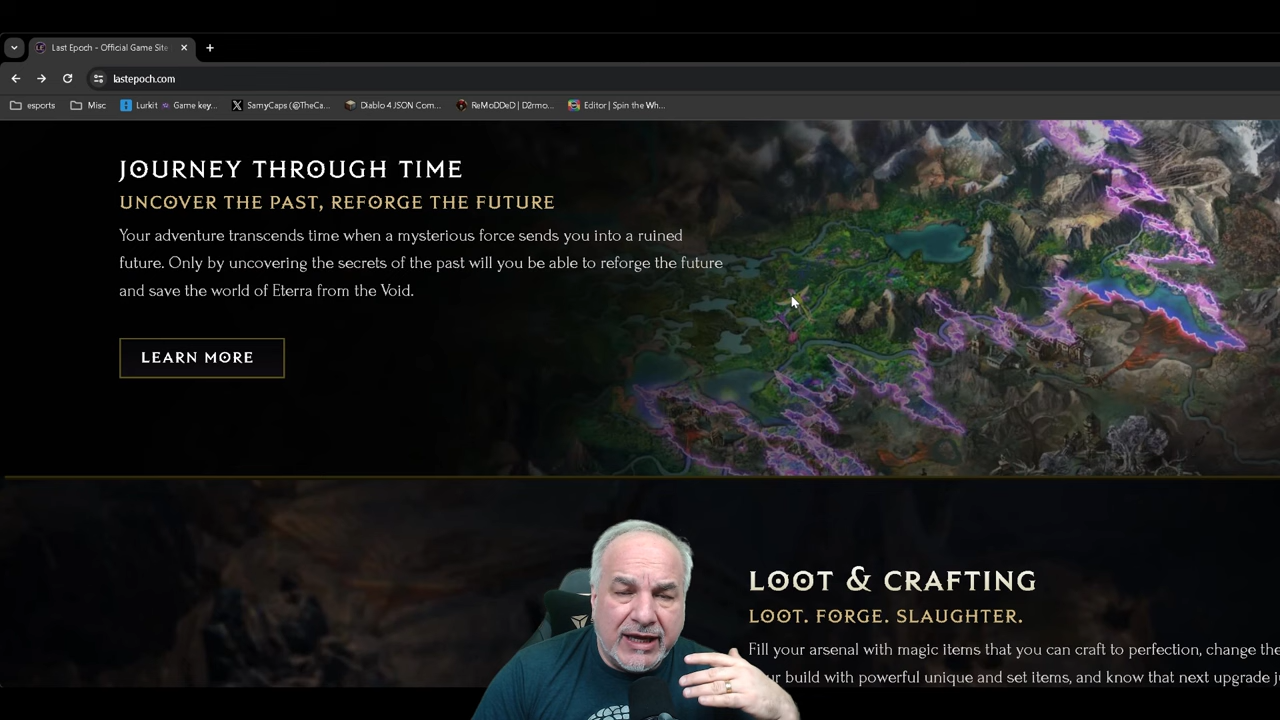 Last Epoch - Official Game Site
lastepoch.com
esports
Misc
Lurkit
Game key...
SamyCaps (@TheCa...
Diablo 4 JSON Com...
ReMoDDeD | D2rmo...
Editor | Spin the Wh...
JOURNEY THROUGH TIME
UNCOVER THE PAST, REFORGE THE FUTURE
Your adventure transcends time when a mysterious force sends you into a ruined
future. Only by uncovering the secrets of the past will you be able to reforge the future
and save the world of Eterra from the Void.
LEARN MORE
LOOT & CRAFTING
LOOT. FORGE. SLAUGHTER.
Fill your arsenal with magic items that you can craft to perfection, change the
build with powerful unique and set items, and know that next upgrade